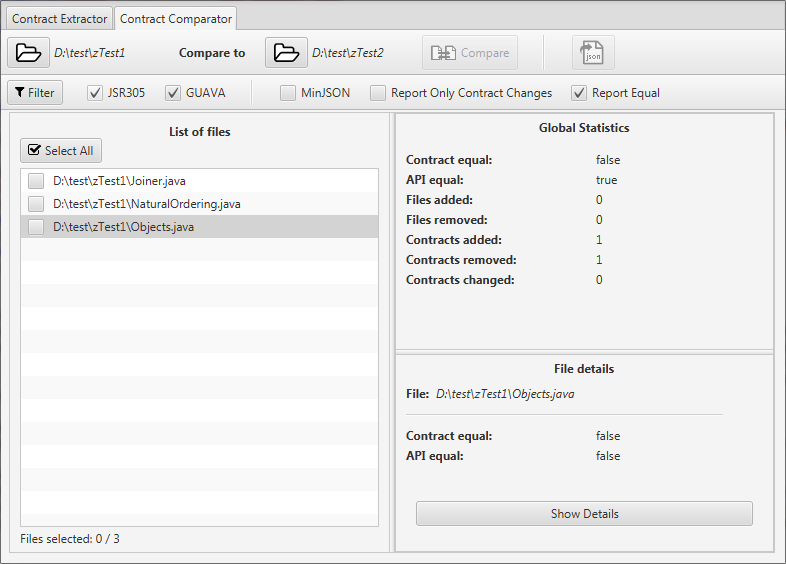 Contract Extractor
Contract Comparator
D:\test\zTest1
Compare to
D:\test\zTest2
Compare
json
Filter
JSR305
GUAVA
MinJSON
Report Only Contract Changes
Report Equal
List of files
Select All
D:\test\zTest1\Joiner.java
D:\test\zTest1\NaturalOrdering.java
D:\test\zTest1\Objects.java
Files selected: 0 / 3
Global Statistics
Contract equal: false
API equal: true
Files added: 0
Files removed: 0
Contracts added: 1
Contracts removed: 1
Contracts changed: 0
File details
File: D:\test\zTest1\Objects.java
Contract equal: false
API equal: false
Show Details